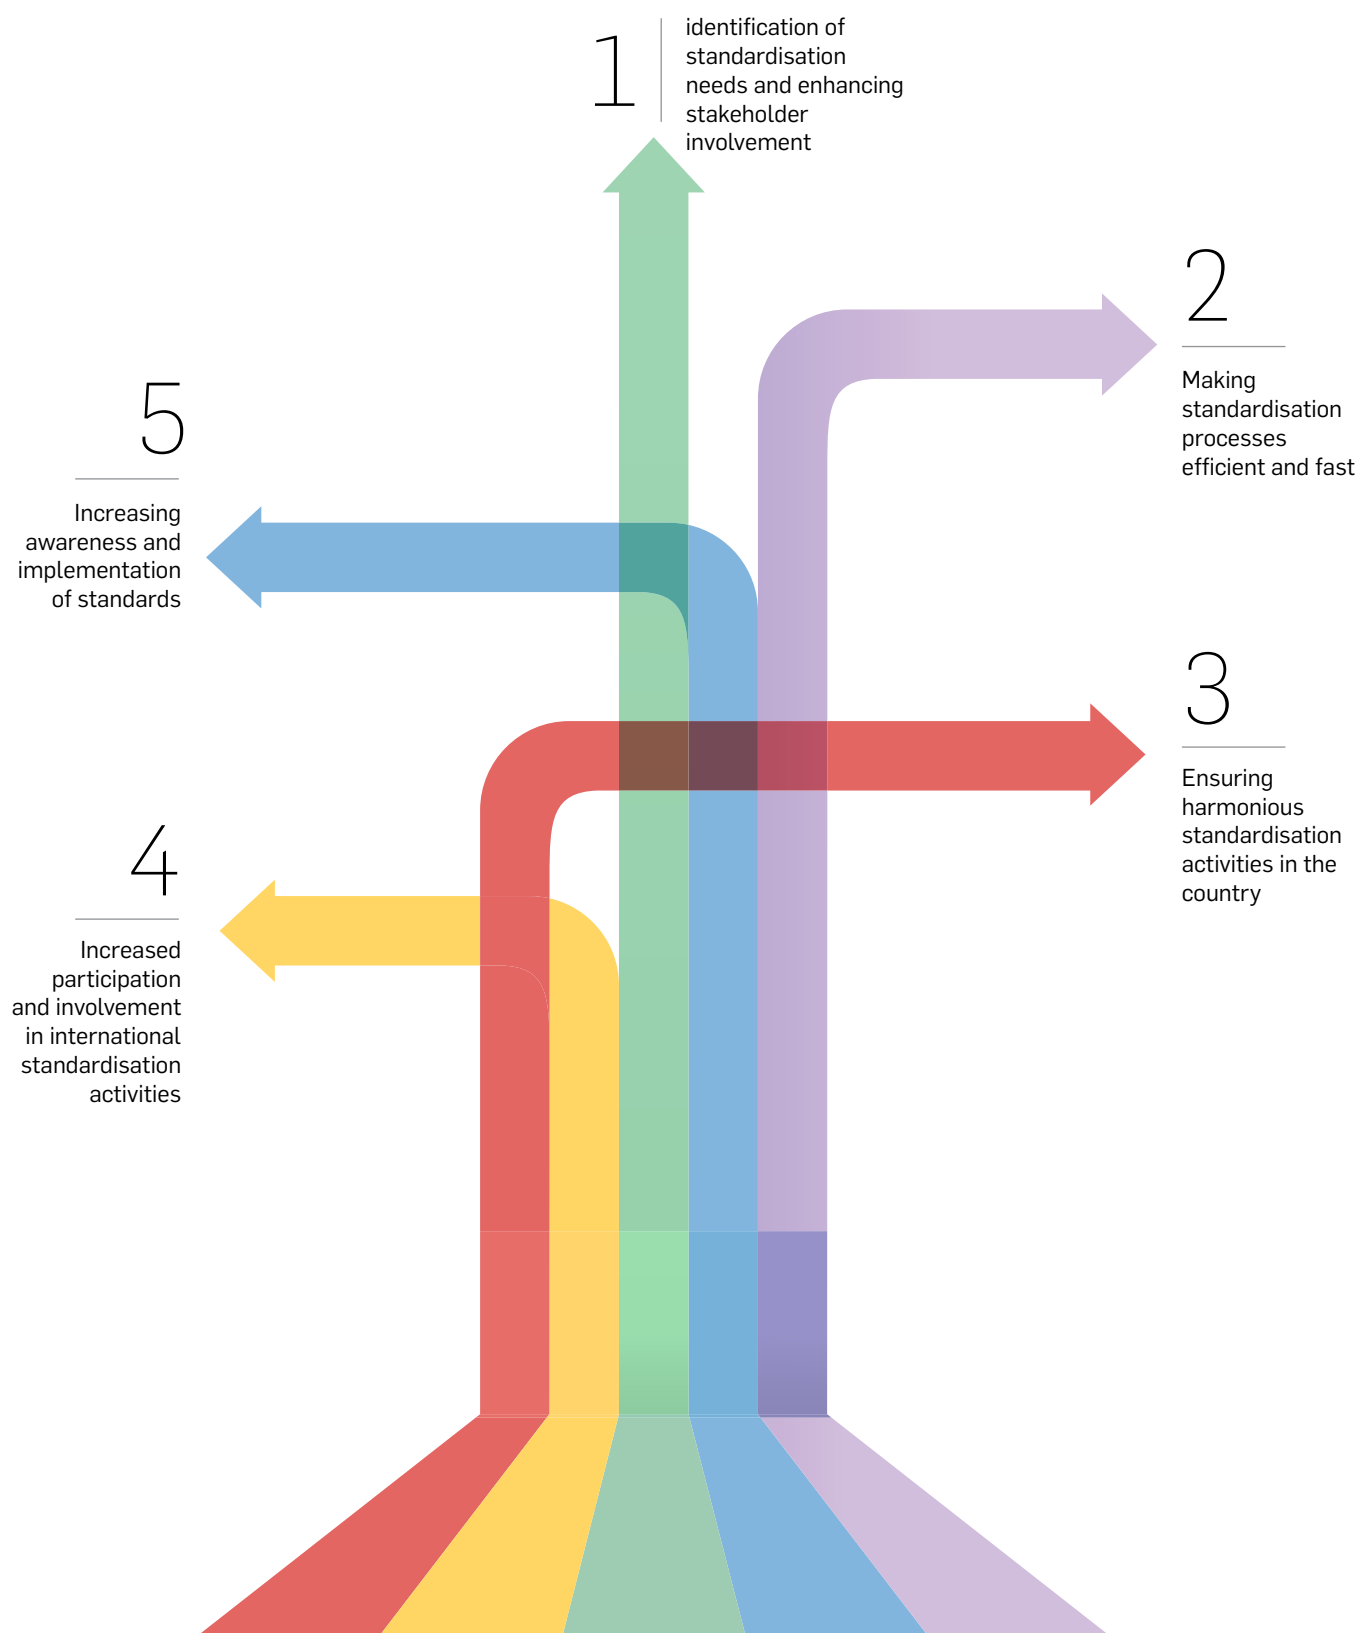 1
identification of
standardisation
needs and enhancing
stakeholder
involvement
2
Making
standardisation
processes
efficient and fast
3
Ensuring
harmonious
standardisation
activities in the
country
4
Increased
participation
and involvement
in international
standardisation
activities
5
Increasing
awareness and
implementation
of standards